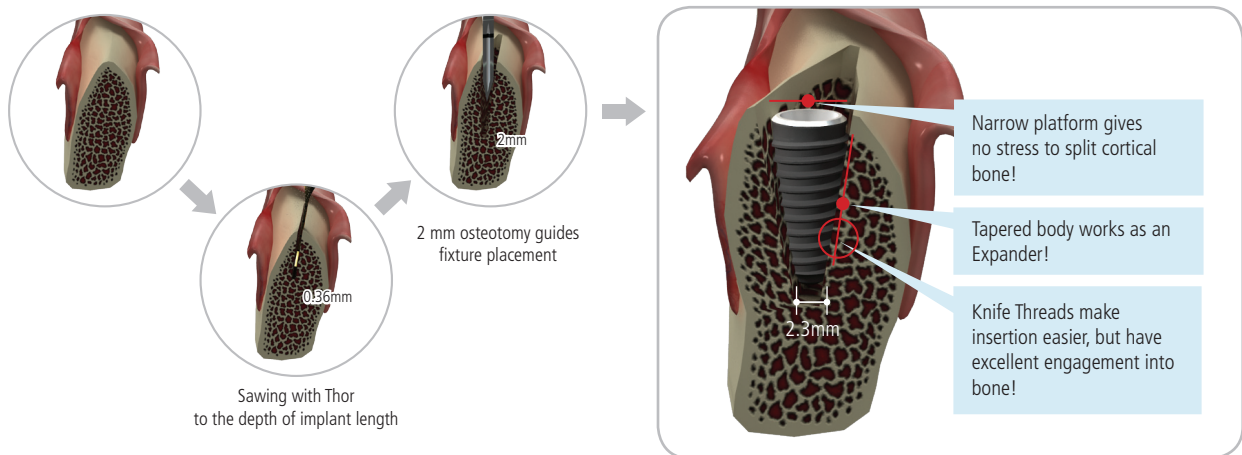 0.36mm
Sawing with Thor
to the depth of implant length
2mm
2 mm osteotomy guides
fixture placement
Narrow platform gives
no stress to split cortical
bone!
Tapered body works as an
Expander!
Knife Threads make
insertion easier, but have
excellent engagement into
bone!
2.3mm